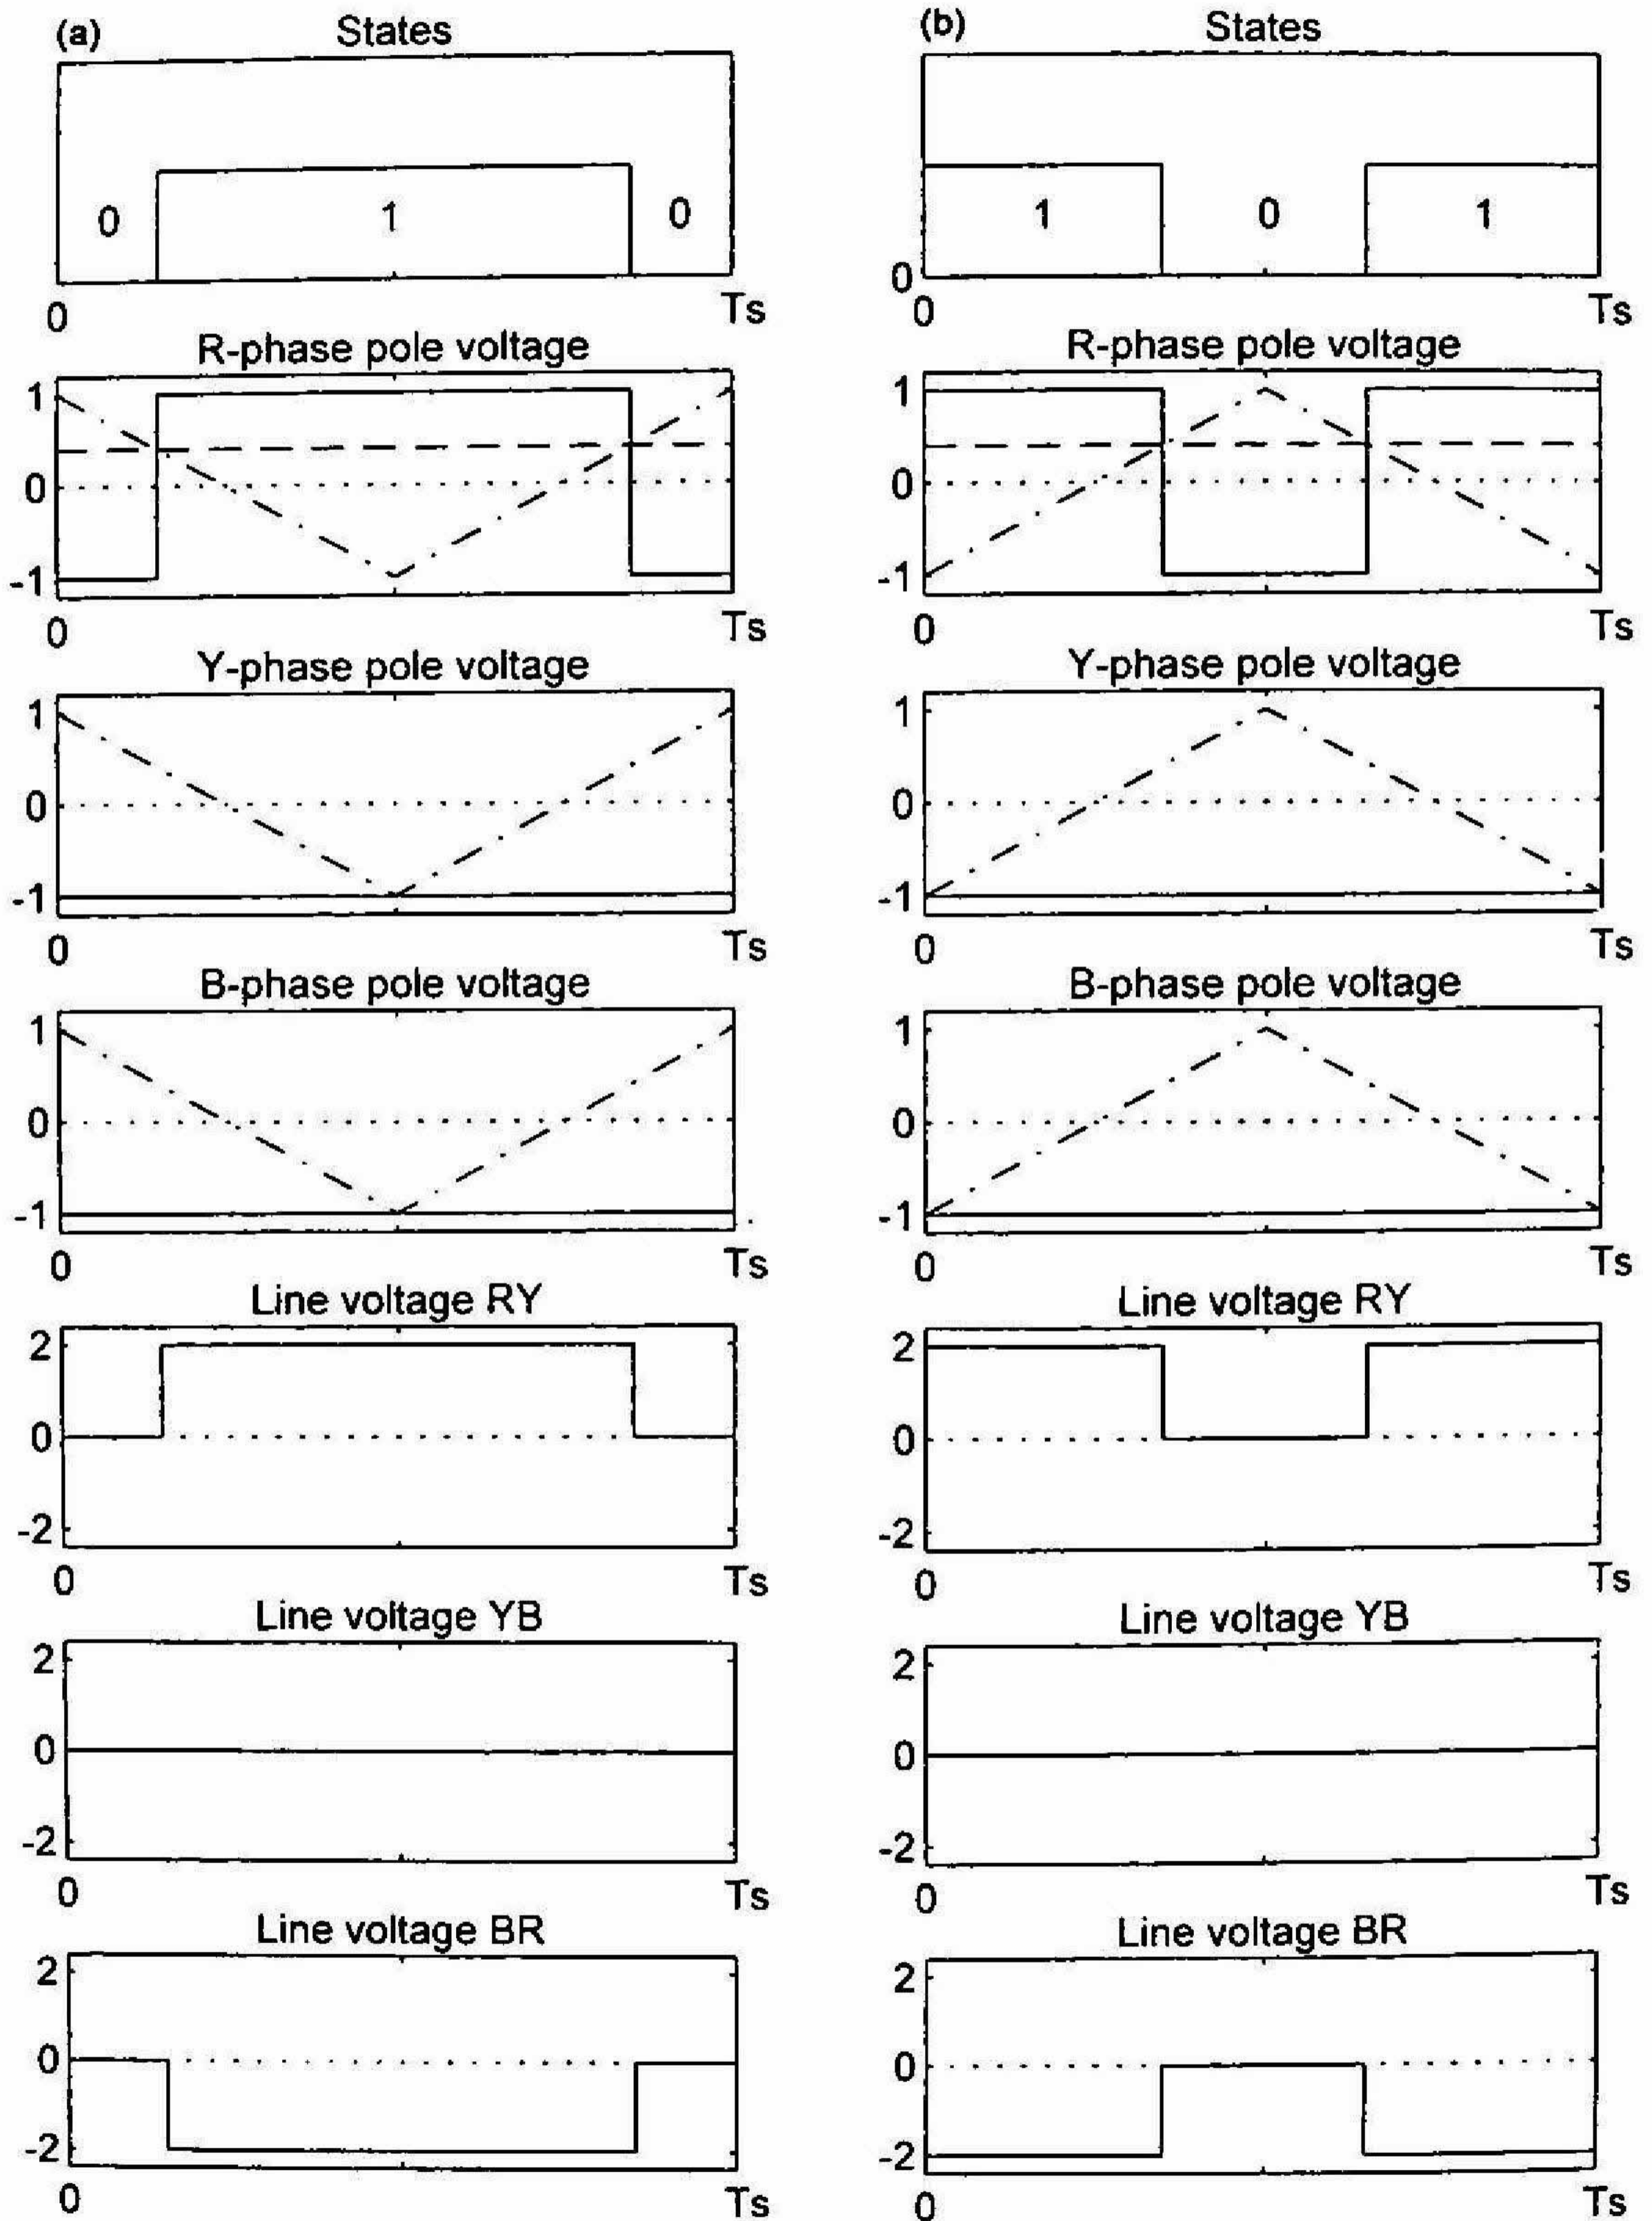 (a)
States
0
1
0
0
Ts
R-phase pole voltage
1
0
-1
0
Ts
Y-phase pole voltage
1
0
-1
0
Ts
B-phase pole voltage
1
0
-1
0
Ts
Line voltage RY
2
0
-2
0
Ts
Line voltage YB
2
0
-2
0
Ts
Line voltage BR
2
0
-2
0
Ts
(b)
States
1
0
1
0
0
Ts
R-phase pole voltage
1
0
-1
0
Ts
Y-phase pole voltage
1
0
-1
0
Ts
B-phase pole voltage
1
0
-1
0
Ts
Line voltage RY
2
0
-2
0
Ts
Line voltage YB
2
0
-2
0
Ts
Line voltage BR
2
0
-2
0
Ts